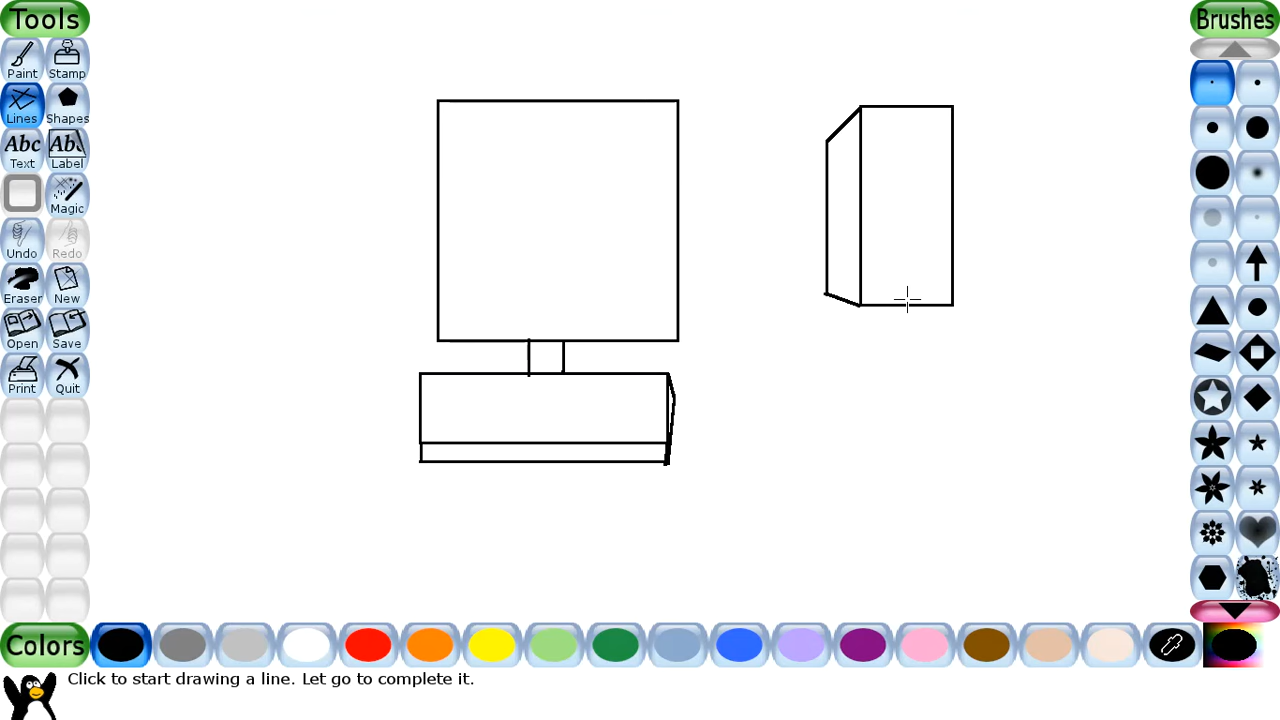 Tools
Brushes
Paint
Stamp
Lines
Shapes
Abc
Abc
Text
Label
Magic
Undo
Redo
Eraser
New
Open
Save
Print
Quit
Colors
Click to start drawing a line. Let go to complete it.